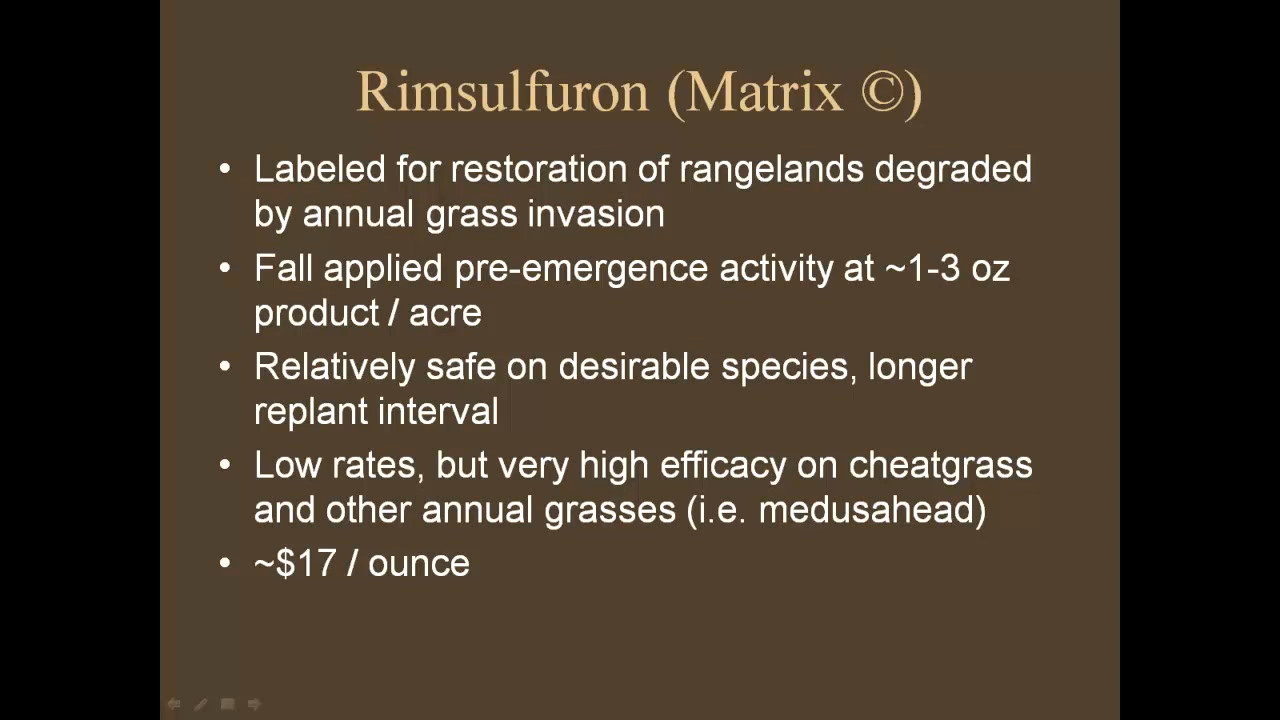 Rimsulfuron (Matrix ©)
• Labeled for restoration of rangelands degraded
by annual grass invasion
• Fall applied pre-emergence activity at ~1-3 oz
product / acre
• Relatively safe on desirable species, longer
replant interval
• Low rates, but very high efficacy on cheatgrass
and other annual grasses (i.e. medusahead)
• ~$17 / ounce